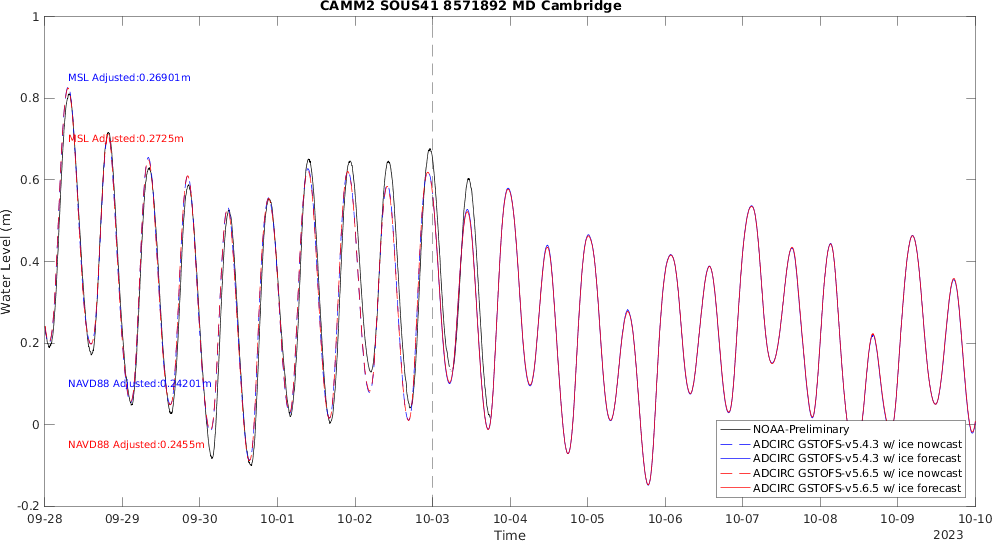 CAMM2 SOUS41 8571892 MD Cambridge
1
0.8
0.6
0.4
0.2
0
-0.2
Water Level (m)
MSL Adjusted:0.26901m
MSL Adjusted:0.2725m
NAVD88 Adjusted:0.24201m
NAVD88 Adjusted:0.2455m
NOAA-Preliminary
ADCIRC GSTOFS-v5.4.3 w/ ice nowcast
ADCIRC GSTOFS-v5.4.3 w/ ice forecast
ADCIRC GSTOFS-v5.6.5 w/ ice nowcast
ADCIRC GSTOFS-v5.6.5 w/ ice forecast
09-28 09-29 09-30 10-01 10-02 10-03 10-04 10-05 10-06 10-07 10-08 10-09 10-10
Time
2023